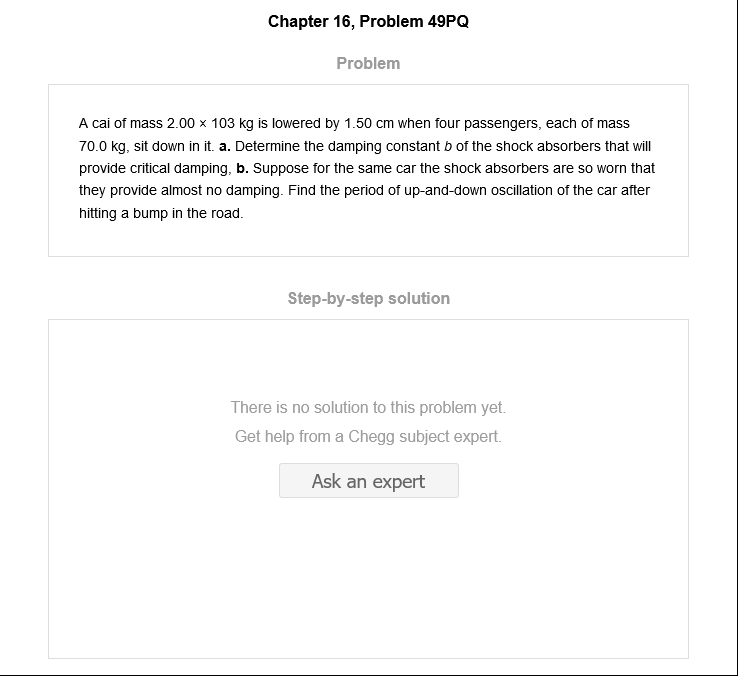 Chapter 16, Problem 49PQ
Problem
A cai of mass 2.00 × 103 kg is lowered by 1.50 cm when four passengers, each of mass
70.0 kg, sit down in it. a. Determine the damping constant b of the shock absorbers that will
provide critical damping, b. Suppose for the same car the shock absorbers are so worn that
they provide almost no damping. Find the period of up-and-down oscillation of the car after
hitting a bump in the road.
Step-by-step solution
There is no solution to this problem yet.
Get help from a Chegg subject expert.
Ask an expert